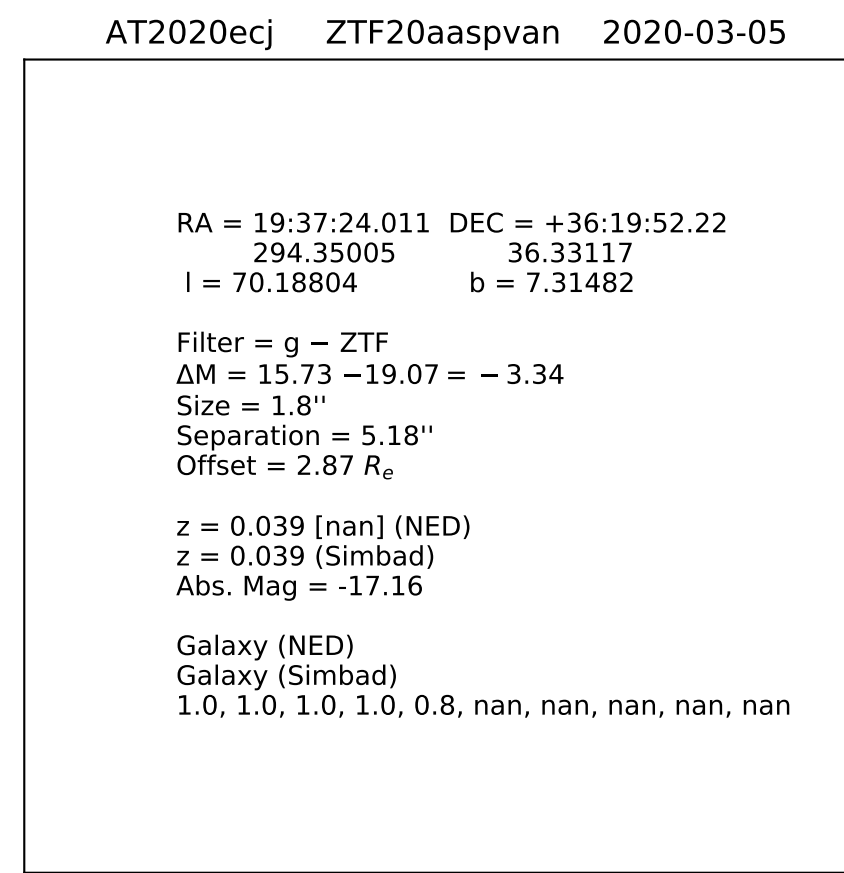 AT2020ecj ZTF20aaspvan 2020-03-05
RA = 19:37:24.011 DEC = +36:19:52.22
294.35005 36.33117
l = 70.18804 b = 7.31482
Filter = g − ZTF
ΔM = 15.73 −19.07 = − 3.34
Size = 1.8''
Separation = 5.18''
Offset = 2.87 Rₑ
z = 0.039 [nan] (NED)
z = 0.039 (Simbad)
Abs. Mag = -17.16
Galaxy (NED)
Galaxy (Simbad)
1.0, 1.0, 1.0, 1.0, 0.8, nan, nan, nan, nan, nan